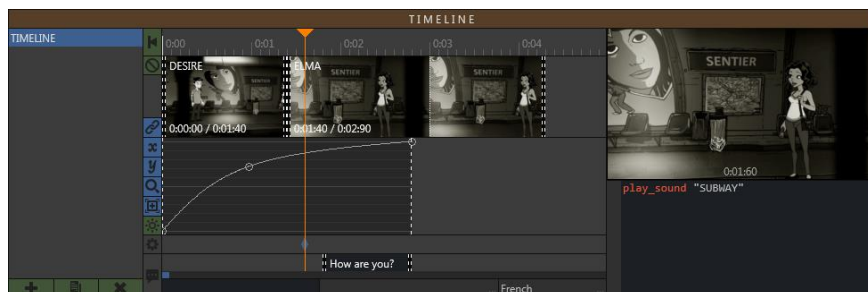 TIMELINE
TIMELINE
0:00 0:01 0:02 0:03 0:04
DESIRE ELMA
SENTIER
SENTIER
SENTIER
0:00:00 / 0:01:40 0:01:40 / 0:02:90
0:01:60
x
play_sound "SUBWAY"
y
How are you?
French